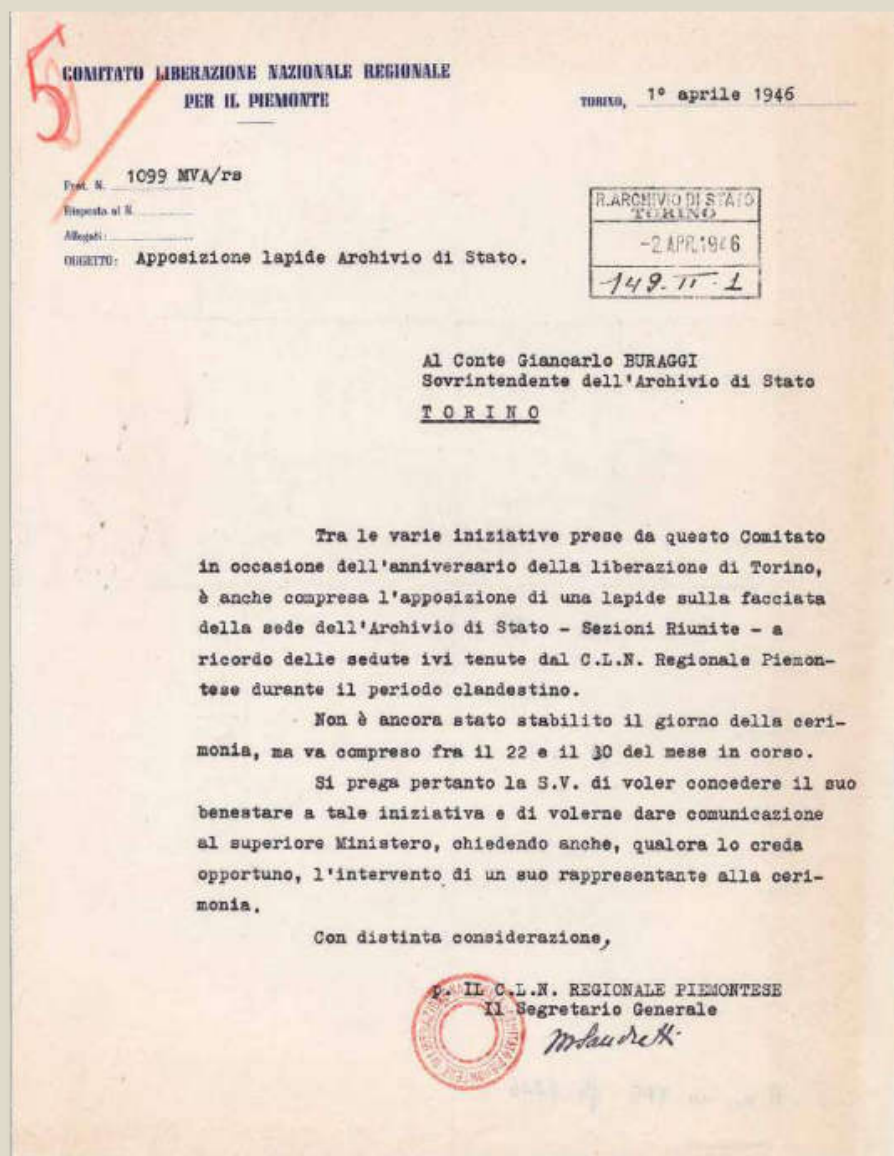 5
COMITATO LIBERAZIONE NAZIONALE REGIONALE
PER IL PIEMONTE
TORINO, 1° aprile 1946
Prot. N. 1099 MVA/rs
Risposta al N.
Allegati:
OGGETTO: Apposizione lapide Archivio di Stato.
R. ARCHIVIO DI STATO
TORINO
-2 APR. 1946
149. II. 1
Al Conte Giancarlo BURAGGI
Sovrintendente dell'Archivio di Stato
T O R I N O
Tra le varie iniziative prese da questo Comitato
in occasione dell'anniversario della liberazione di Torino,
è anche compresa l'apposizione di una lapide sulla facciata
della sede dell'Archivio di Stato - Sezioni Riunite - a
ricordo delle sedute ivi tenute dal C.L.N. Regionale Piemon-
tese durante il periodo clandestino.
Non è ancora stato stabilito il giorno della ceri-
monia, ma va compreso fra il 22 e il 30 del mese in corso.
Si prega pertanto la S.V. di voler concedere il suo
benestare a tale iniziativa e di volerne dare comunicazione
al superiore Ministero, chiedendo anche, qualora lo creda
opportuno, l'intervento di un suo rappresentante alla ceri-
monia.
Con distinta considerazione,
p. IL C.L.N. REGIONALE PIEMONTESE
Il Segretario Generale